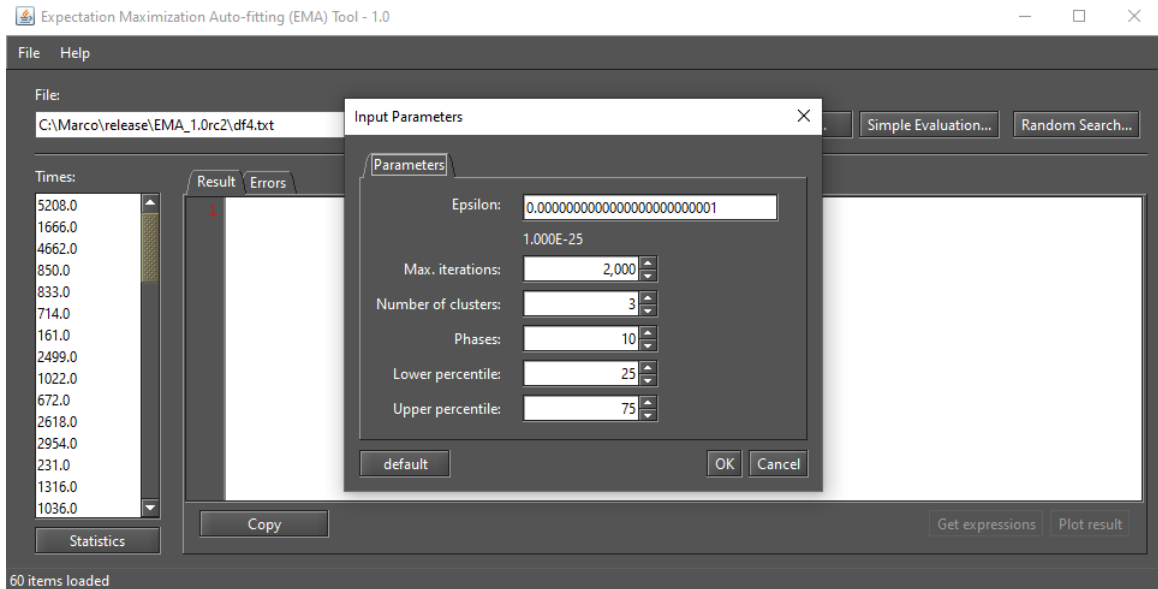 Expectation Maximization Auto-fitting (EMA) Tool - 1.0
File Help
File:
C:\Marco\release\EMA_1.0rc2\df4.txt
...
Simple Evaluation...
Random Search...
Times:
5208.0
1666.0
4662.0
850.0
833.0
714.0
161.0
2499.0
1022.0
672.0
2618.0
2954.0
231.0
1316.0
1036.0
Statistics
Result Errors
1
Input Parameters
Parameters
Epsilon: 0.0000000000000000000000001
1.000E-25
Max. iterations: 2,000
Number of clusters: 3
Phases: 10
Lower percentile: 25
Upper percentile: 75
default OK Cancel
Copy Get expressions Plot result
60 items loaded